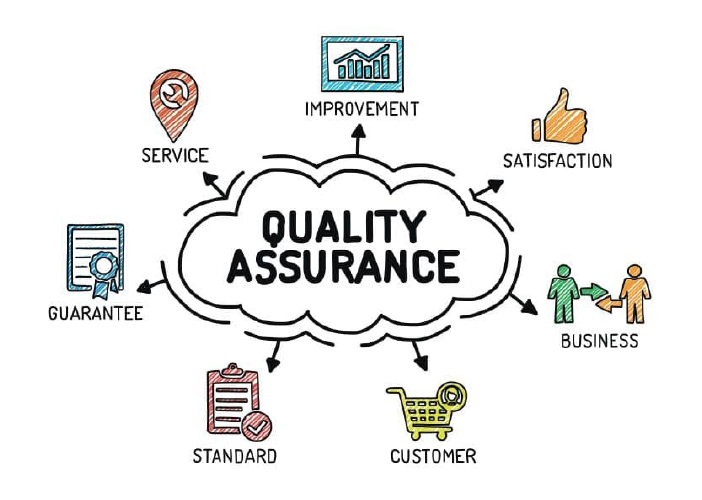 IMPROVEMENT
SERVICE
SATISFACTION
QUALITY
ASSURANCE
GUARANTEE
BUSINESS
STANDARD
CUSTOMER